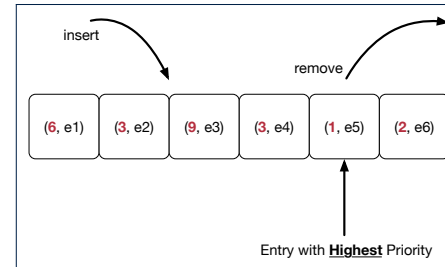 insert
remove
(6, e1) (3, e2) (9, e3) (3, e4) (1, e5) (2, e6)
Entry with Highest Priority